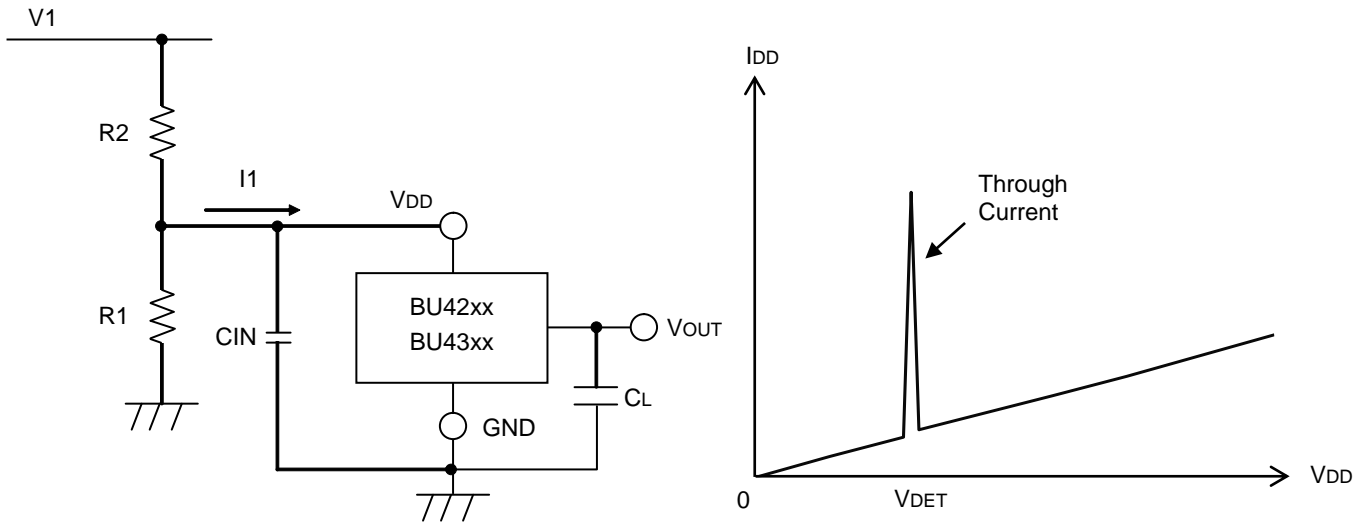 V1
R2
I1
VDD
R1
CIN
BU42xx
BU43xx
VOUT
CL
GND
IDD
Through
Current
0
VDET
VDD